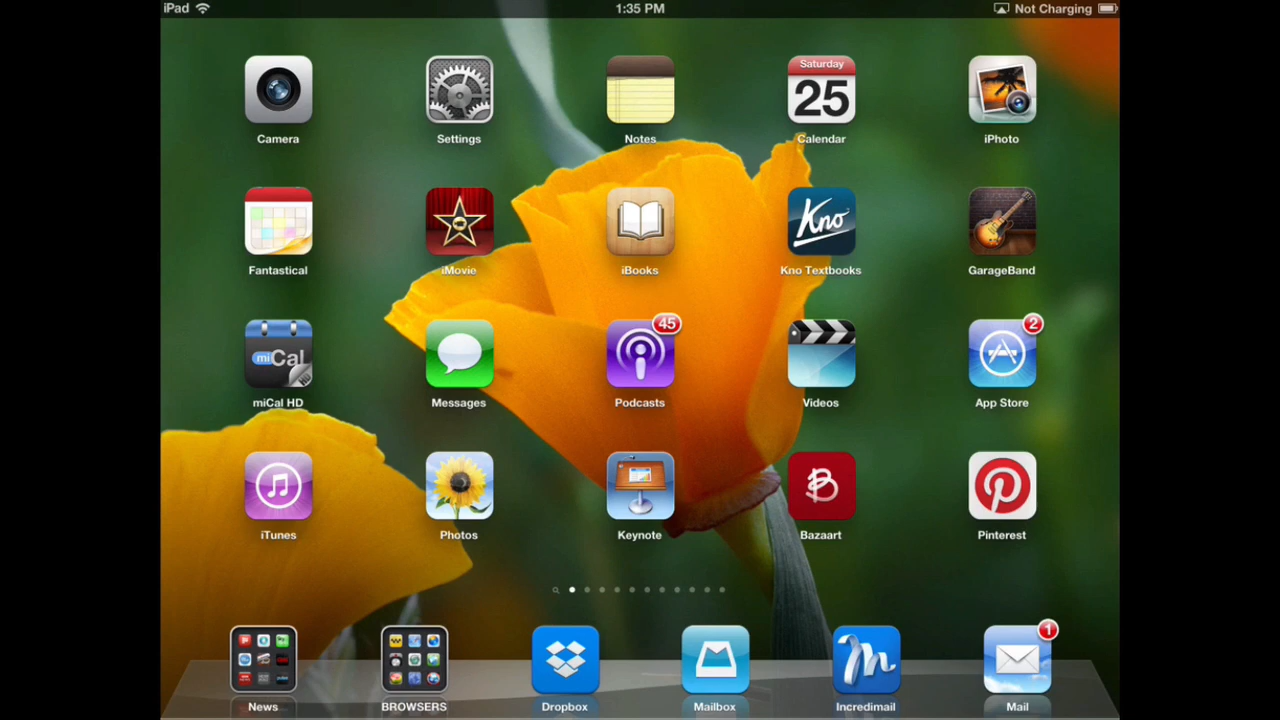 iPad 1:35 PM Not Charging
Saturday
25
Camera Settings Notes Calendar iPhoto
Kno
Fantastical iMovie iBooks Kno Textbooks GarageBand
45 2
miCal
miCal HD Messages Podcasts Videos App Store
B
iTunes Photos Keynote Bazaart Pinterest
1
News BROWSERS Dropbox Mailbox Incredimail Mail